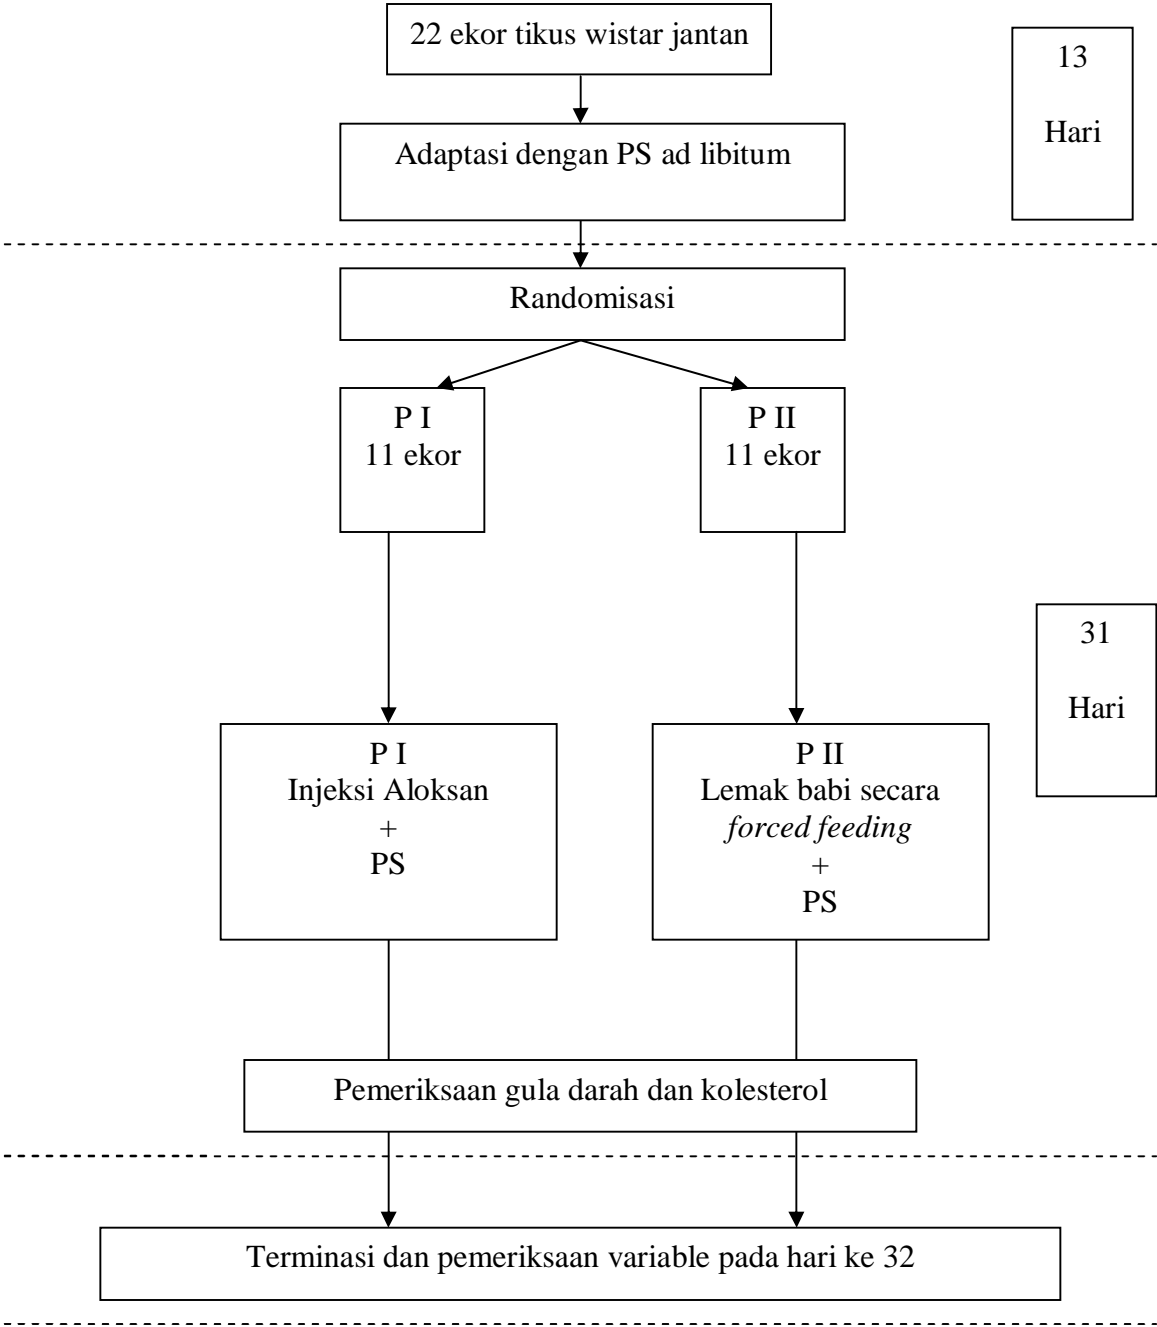 22 ekor tikus wistar jantan
13
Hari
Adaptasi dengan PS ad libitum
Randomisasi
P I
11 ekor
P II
11 ekor
31
Hari
P I
Injeksi Aloksan
+
PS
P II
Lemak babi secara
forced feeding
+
PS
Pemeriksaan gula darah dan kolesterol
Terminasi dan pemeriksaan variable pada hari ke 32